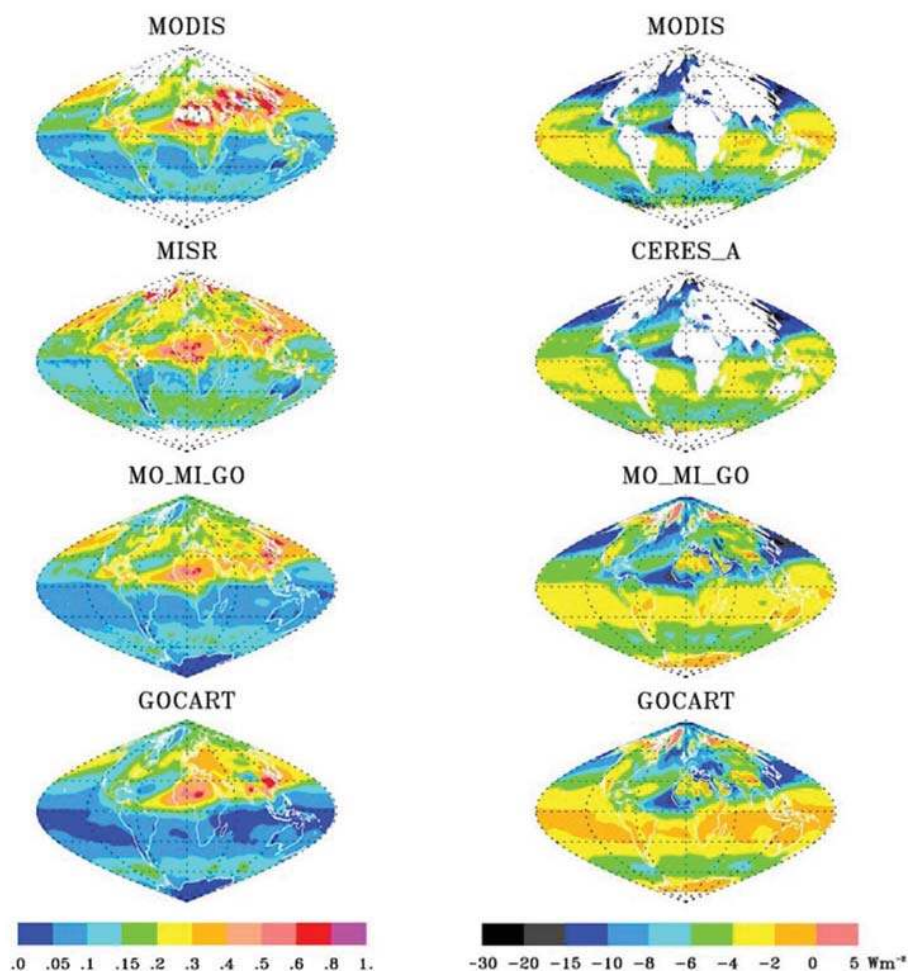 MODIS MODIS
MISR CERES_A
MO_MI_GO MO_MI_GO
GOCART GOCART
.0 .05 .1 .15 .2 .3 .4 .5 .6 .8 1. -30 -20 -15 -10 -8 -6 -4 -2 0 5 Wm⁻²